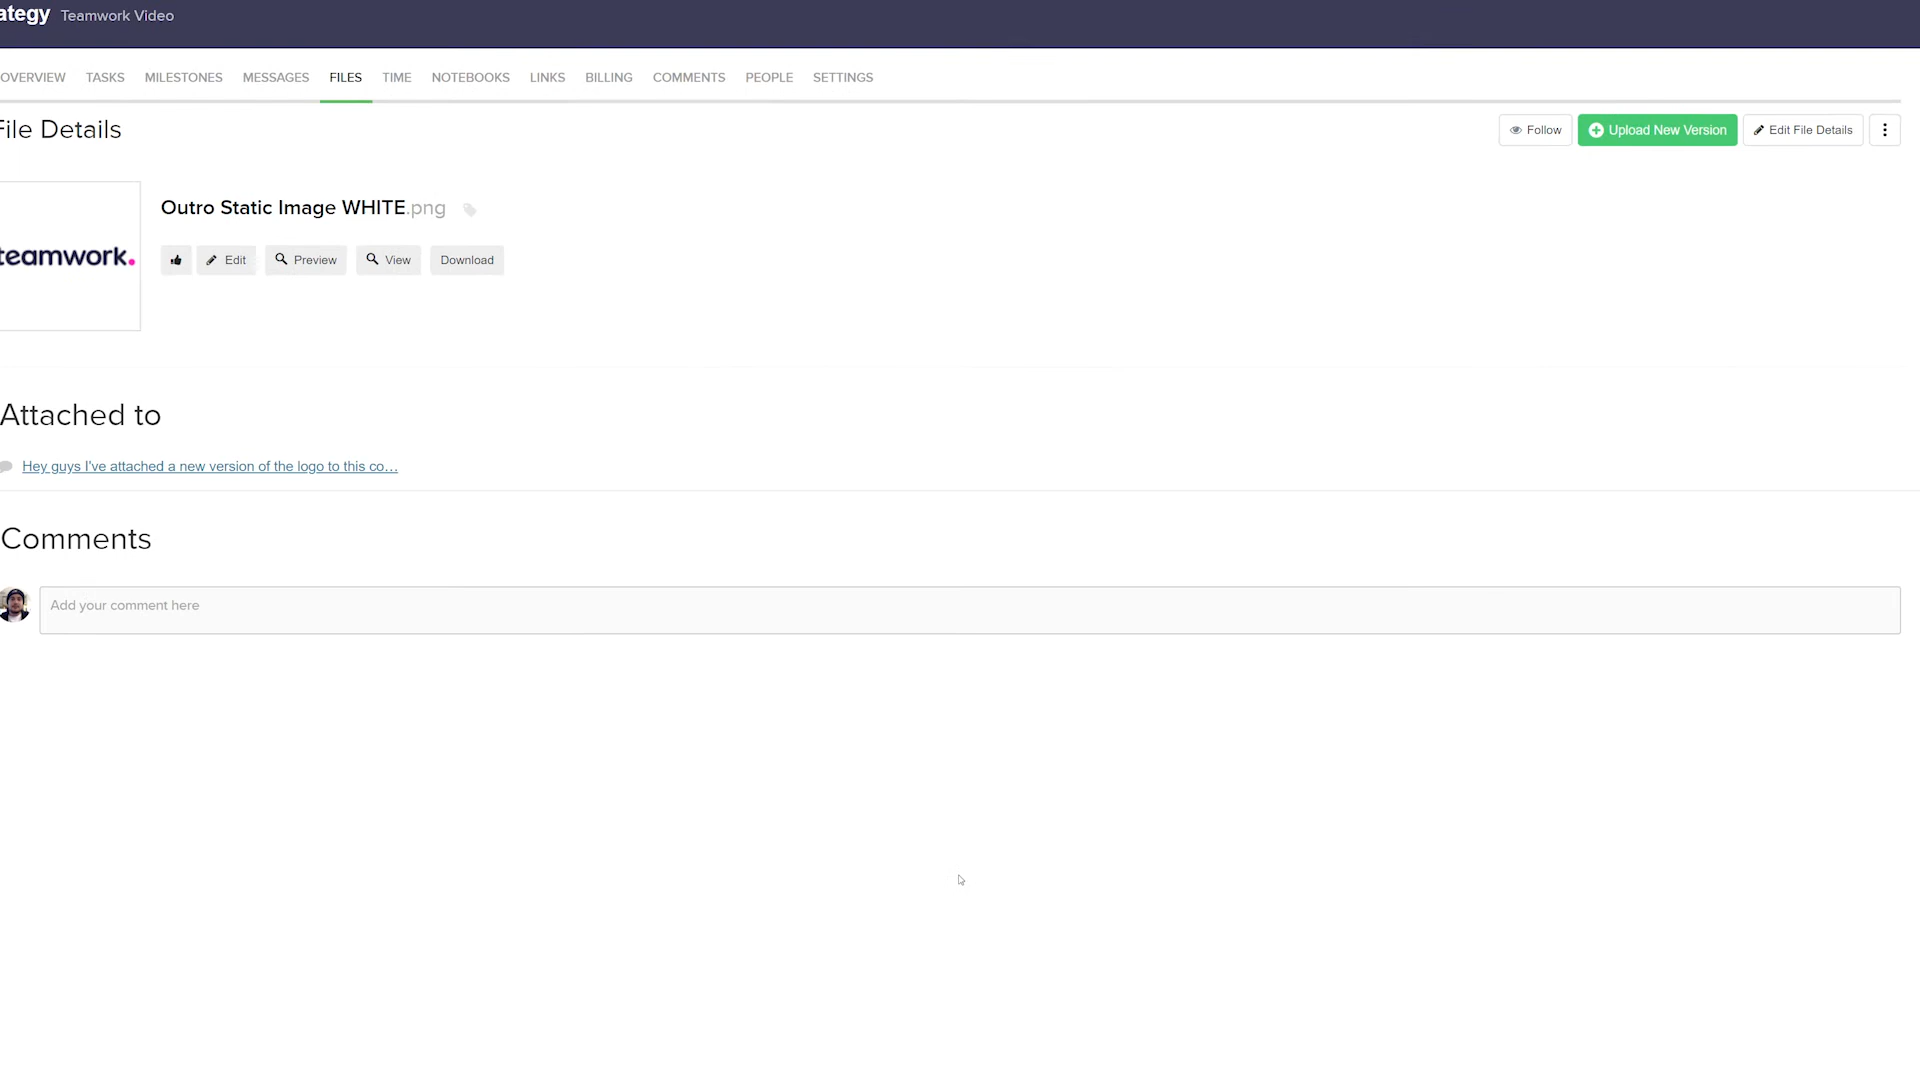 ategy Teamwork Video
OVERVIEW TASKS MILESTONES MESSAGES FILES TIME NOTEBOOKS LINKS BILLING COMMENTS PEOPLE SETTINGS
File Details
Follow Upload New Version Edit File Details
teamwork.
Outro Static Image WHITE.png
Edit Preview View Download
Attached to
Hey guys I've attached a new version of the logo to this co…
Comments
Add your comment here